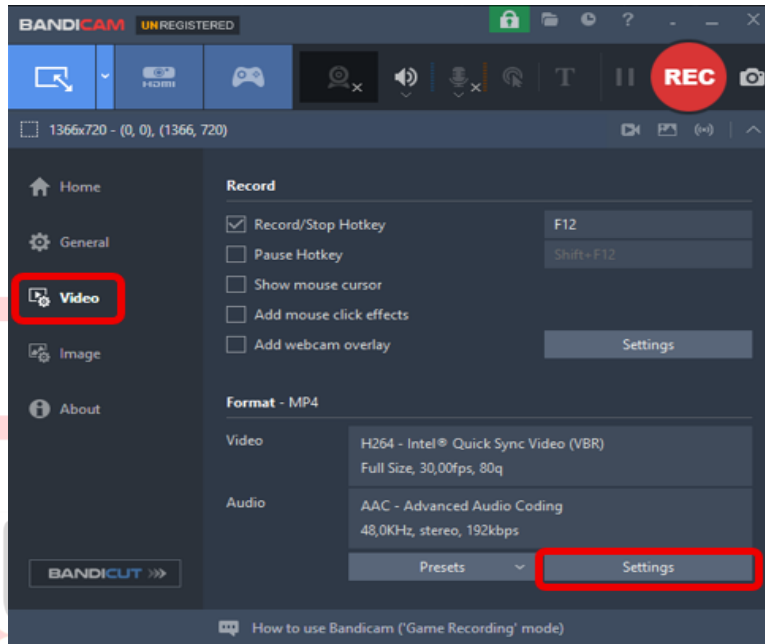 BANDICAM UNREGISTERED
HDMI
T
REC
1366x720 - (0, 0), (1366, 720)
Home
General
Video
Image
About
BANDICUT
Record
Record/Stop Hotkey F12
Pause Hotkey Shift+F12
Show mouse cursor
Add mouse click effects
Add webcam overlay Settings
Format - MP4
Video H264 - Intel® Quick Sync Video (VBR)
Full Size, 30,00fps, 80q
Audio AAC - Advanced Audio Coding
48,0KHz, stereo, 192kbps
Presets Settings
How to use Bandicam ('Game Recording' mode)